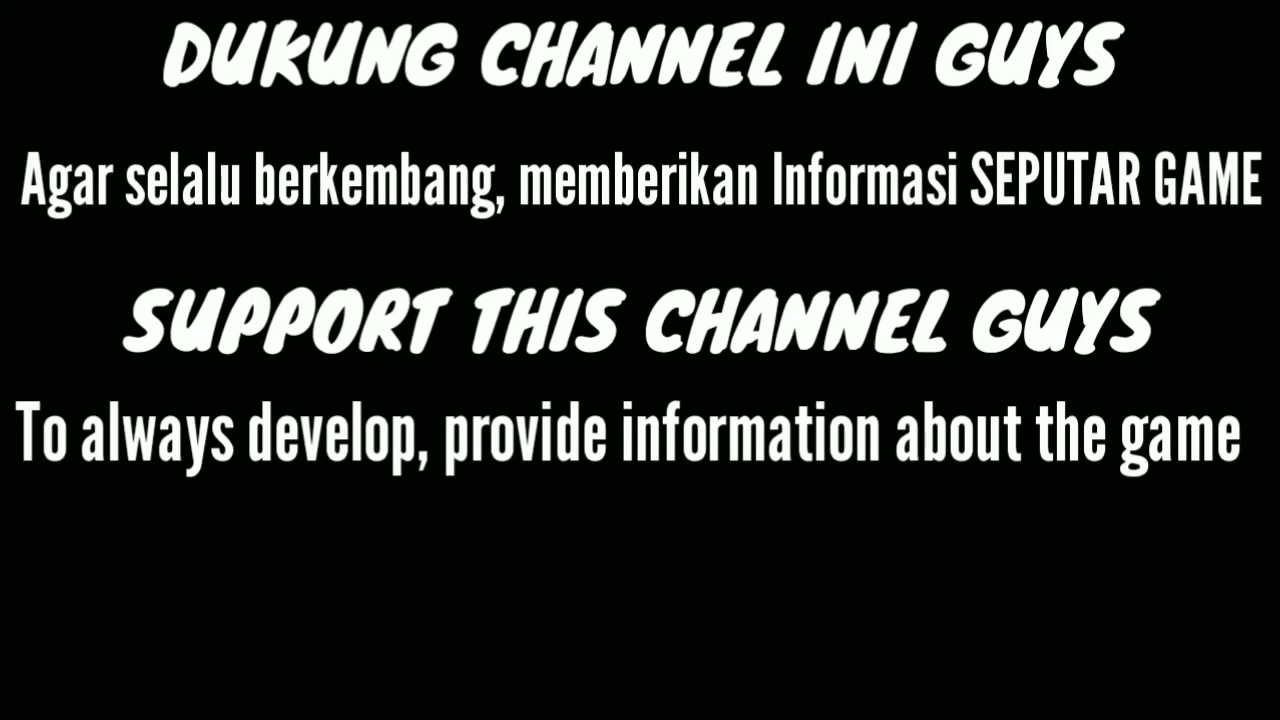 DUKUNG CHANNEL INI GUYS
Agar selalu berkembang, memberikan Informasi SEPUTAR GAME
SUPPORT THIS CHANNEL GUYS
To always develop, provide information about the game